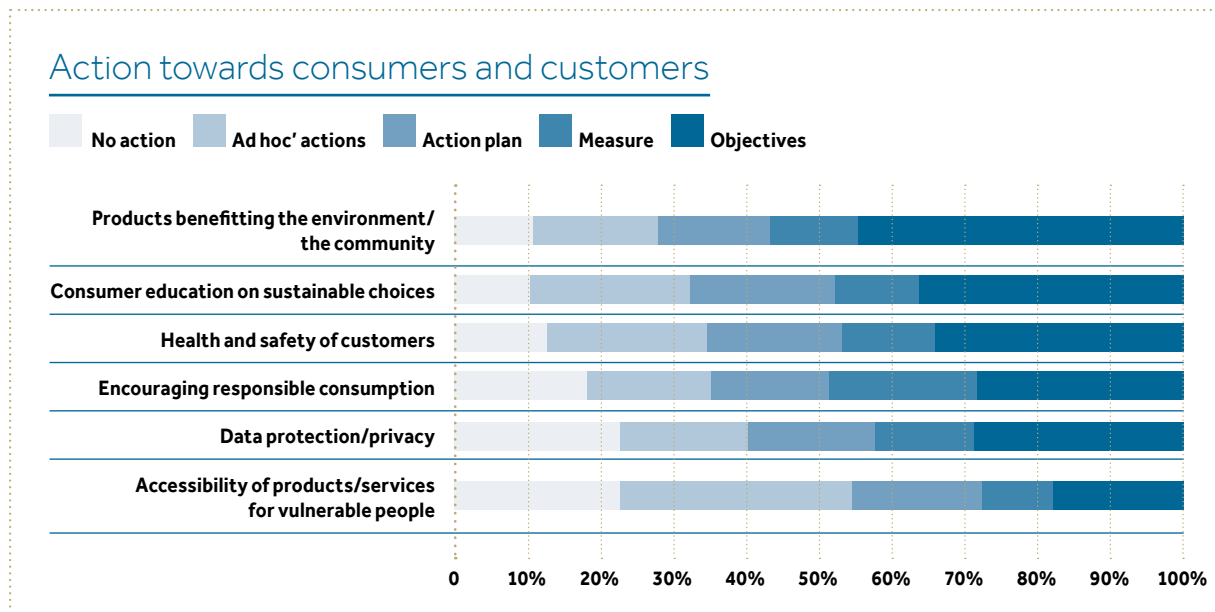 Action towards consumers and customers
No action Ad hoc’ actions Action plan Measure Objectives
Products benefitting the environment/
the community
Consumer education on sustainable choices
Health and safety of customers
Encouraging responsible consumption
Data protection/privacy
Accessibility of products/services
for vulnerable people
0 10% 20% 30% 40% 50% 60% 70% 80% 90% 100%